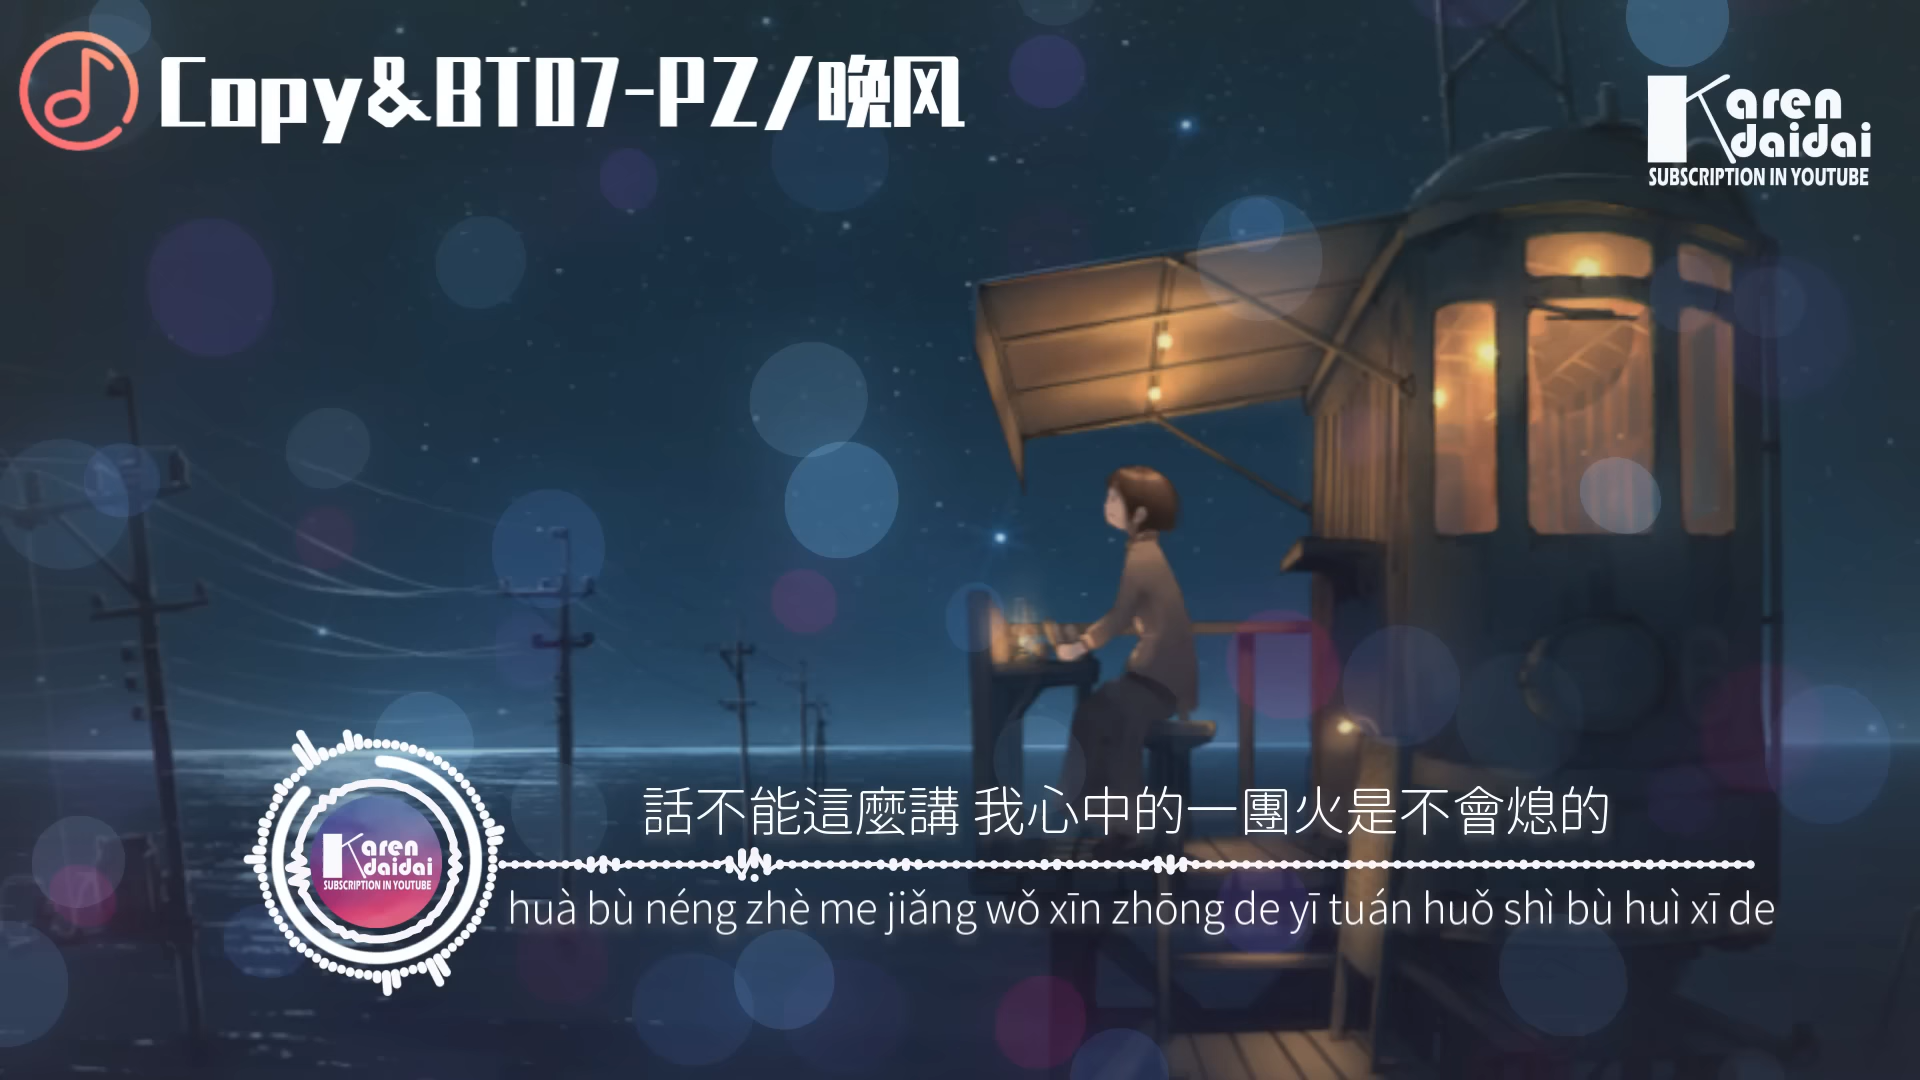 Copy&BT07-PZ/晚风
Karen
daidai
SUBSCRIPTION IN YOUTUBE
話不能這麼講 我心中的一團火是不會熄的
Karen
daidai
SUBSCRIPTION IN YOUTUBE
huà bù néng zhè me jiǎng wǒ xīn zhōng de yī tuán huǒ shì bù huì xī de